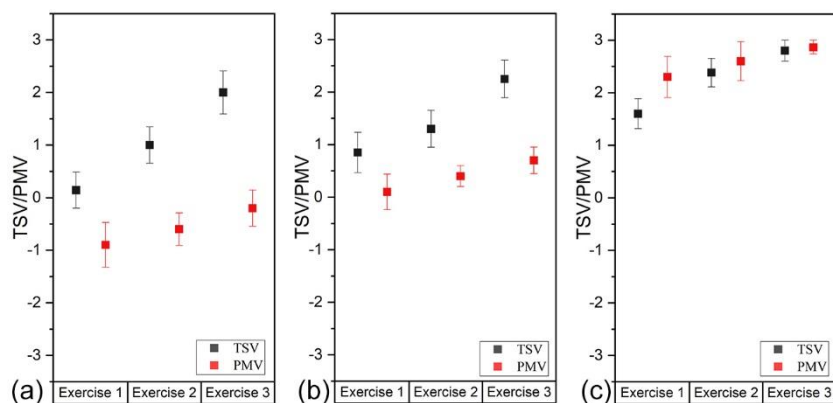 TSV/PMV
3
2
1
0
-1
-2
-3
TSV
PMV
(a)
Exercise 1
Exercise 2
Exercise 3
TSV/PMV
3
2
1
0
-1
-2
-3
TSV
PMV
(b)
Exercise 1
Exercise 2
Exercise 3
TSV/PMV
3
2
1
0
-1
-2
-3
TSV
PMV
(c)
Exercise 1
Exercise 2
Exercise 3